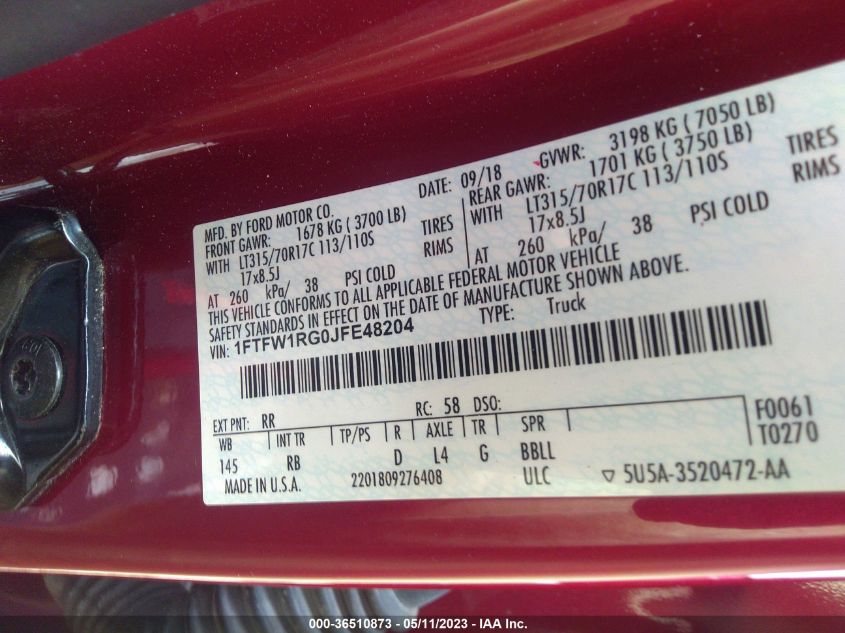 MFD. BY FORD MOTOR CO.
DATE: 09/18 GVWR: 3198 KG ( 7050 LB)
FRONT GAWR: 1678 KG ( 3700 LB) REAR GAWR: 1701 KG ( 3750 LB)
WITH LT315/70R17C 113/110S TIRES WITH LT315/70R17C 113/110S TIRES
17x8.5J RIMS 17x8.5J RIMS
AT 260 kPa/ 38 PSI COLD AT 260 kPa/ 38 PSI COLD
THIS VEHICLE CONFORMS TO ALL APPLICABLE FEDERAL MOTOR VEHICLE
SAFETY STANDARDS IN EFFECT ON THE DATE OF MANUFACTURE SHOWN ABOVE.
VIN: 1FTFW1RG0JFE48204 TYPE: Truck
EXT PNT: RR RC: 58 DSO: F0061
WB INT TR TP/PS R AXLE TR SPR T0270
145 RB D L4 G BBLL
MADE IN U.S.A. 2201809276408 ULC ▽ 5U5A-3520472-AA
000-36510873 - 05/11/2023 - IAA Inc.